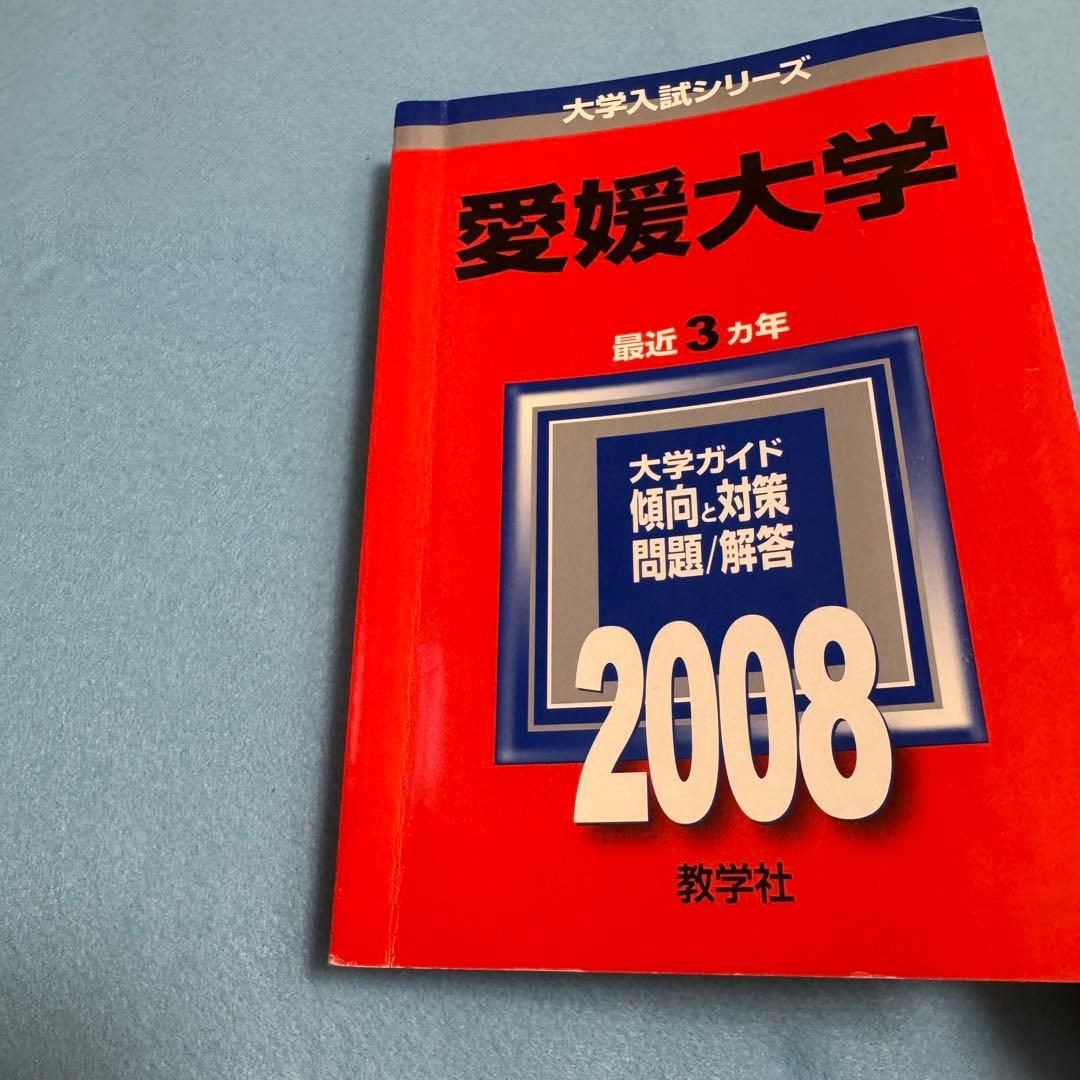 大学入試シリーズ
愛媛大学
最近3ヵ年
大学ガイド
傾向と対策
問題/解答
2008
教学社